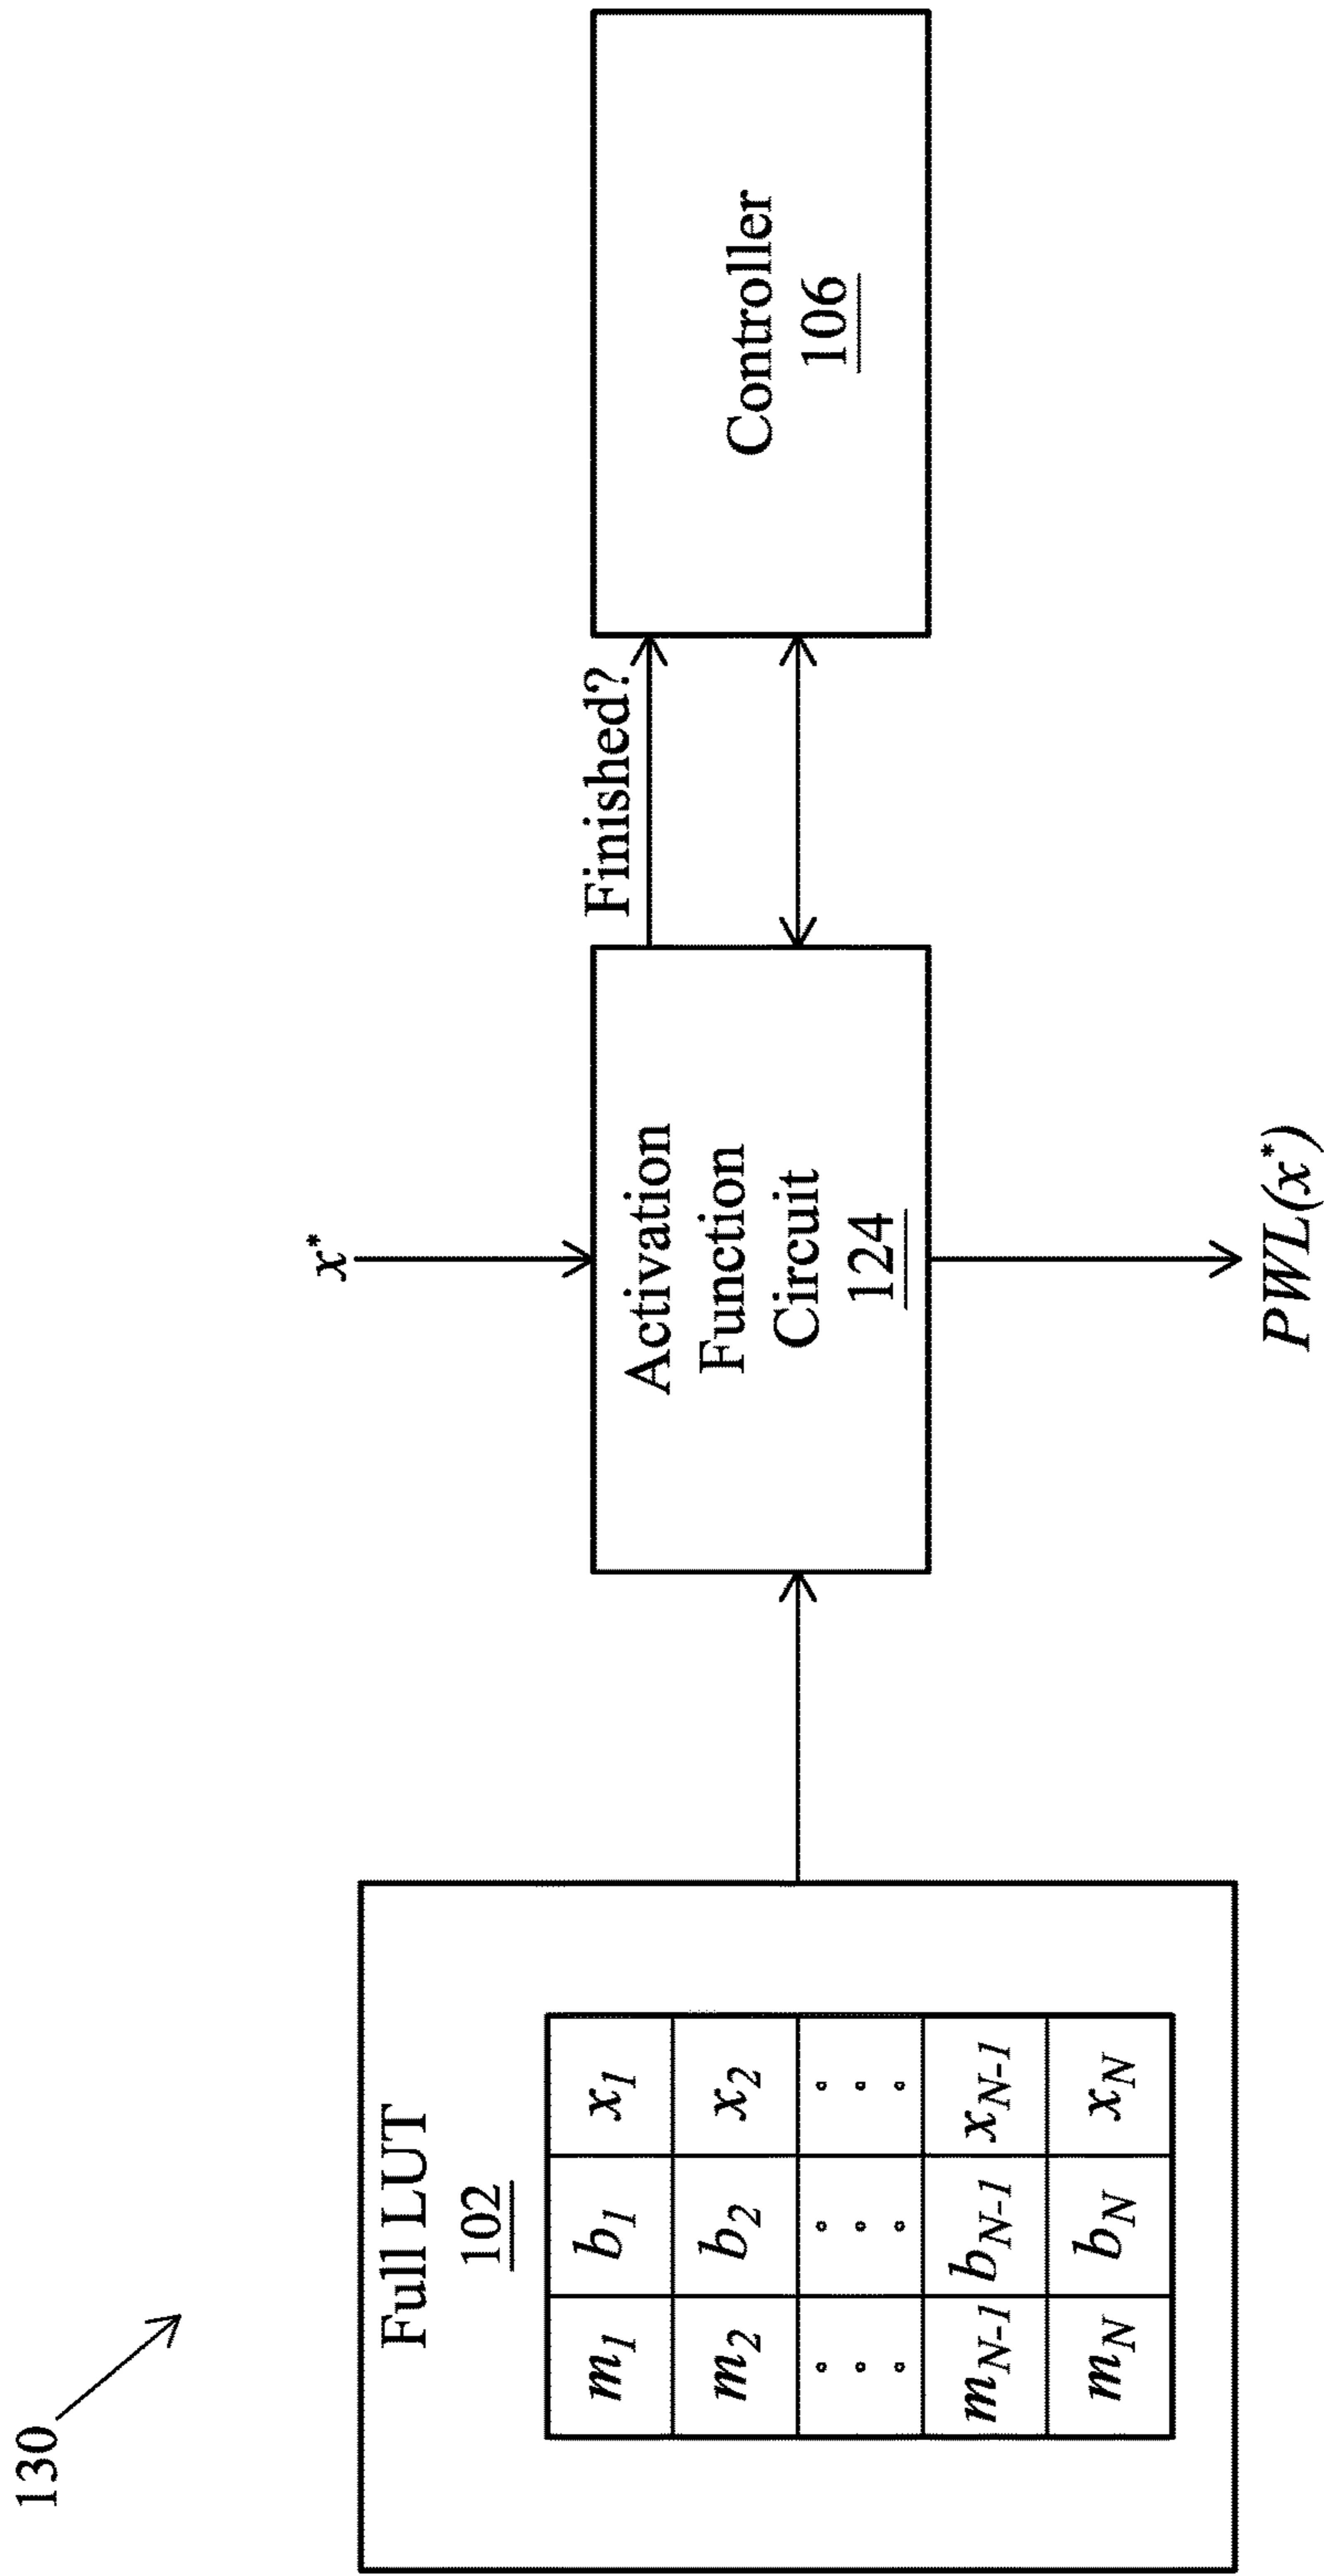 130
Full LUT
102
m1 b1 x1
m2 b2 x2
mN-1 bN-1 xN-1
mN bN xN
x*
Activation
Function
Circuit
124
PWL(x*)
Finished?
Controller
106